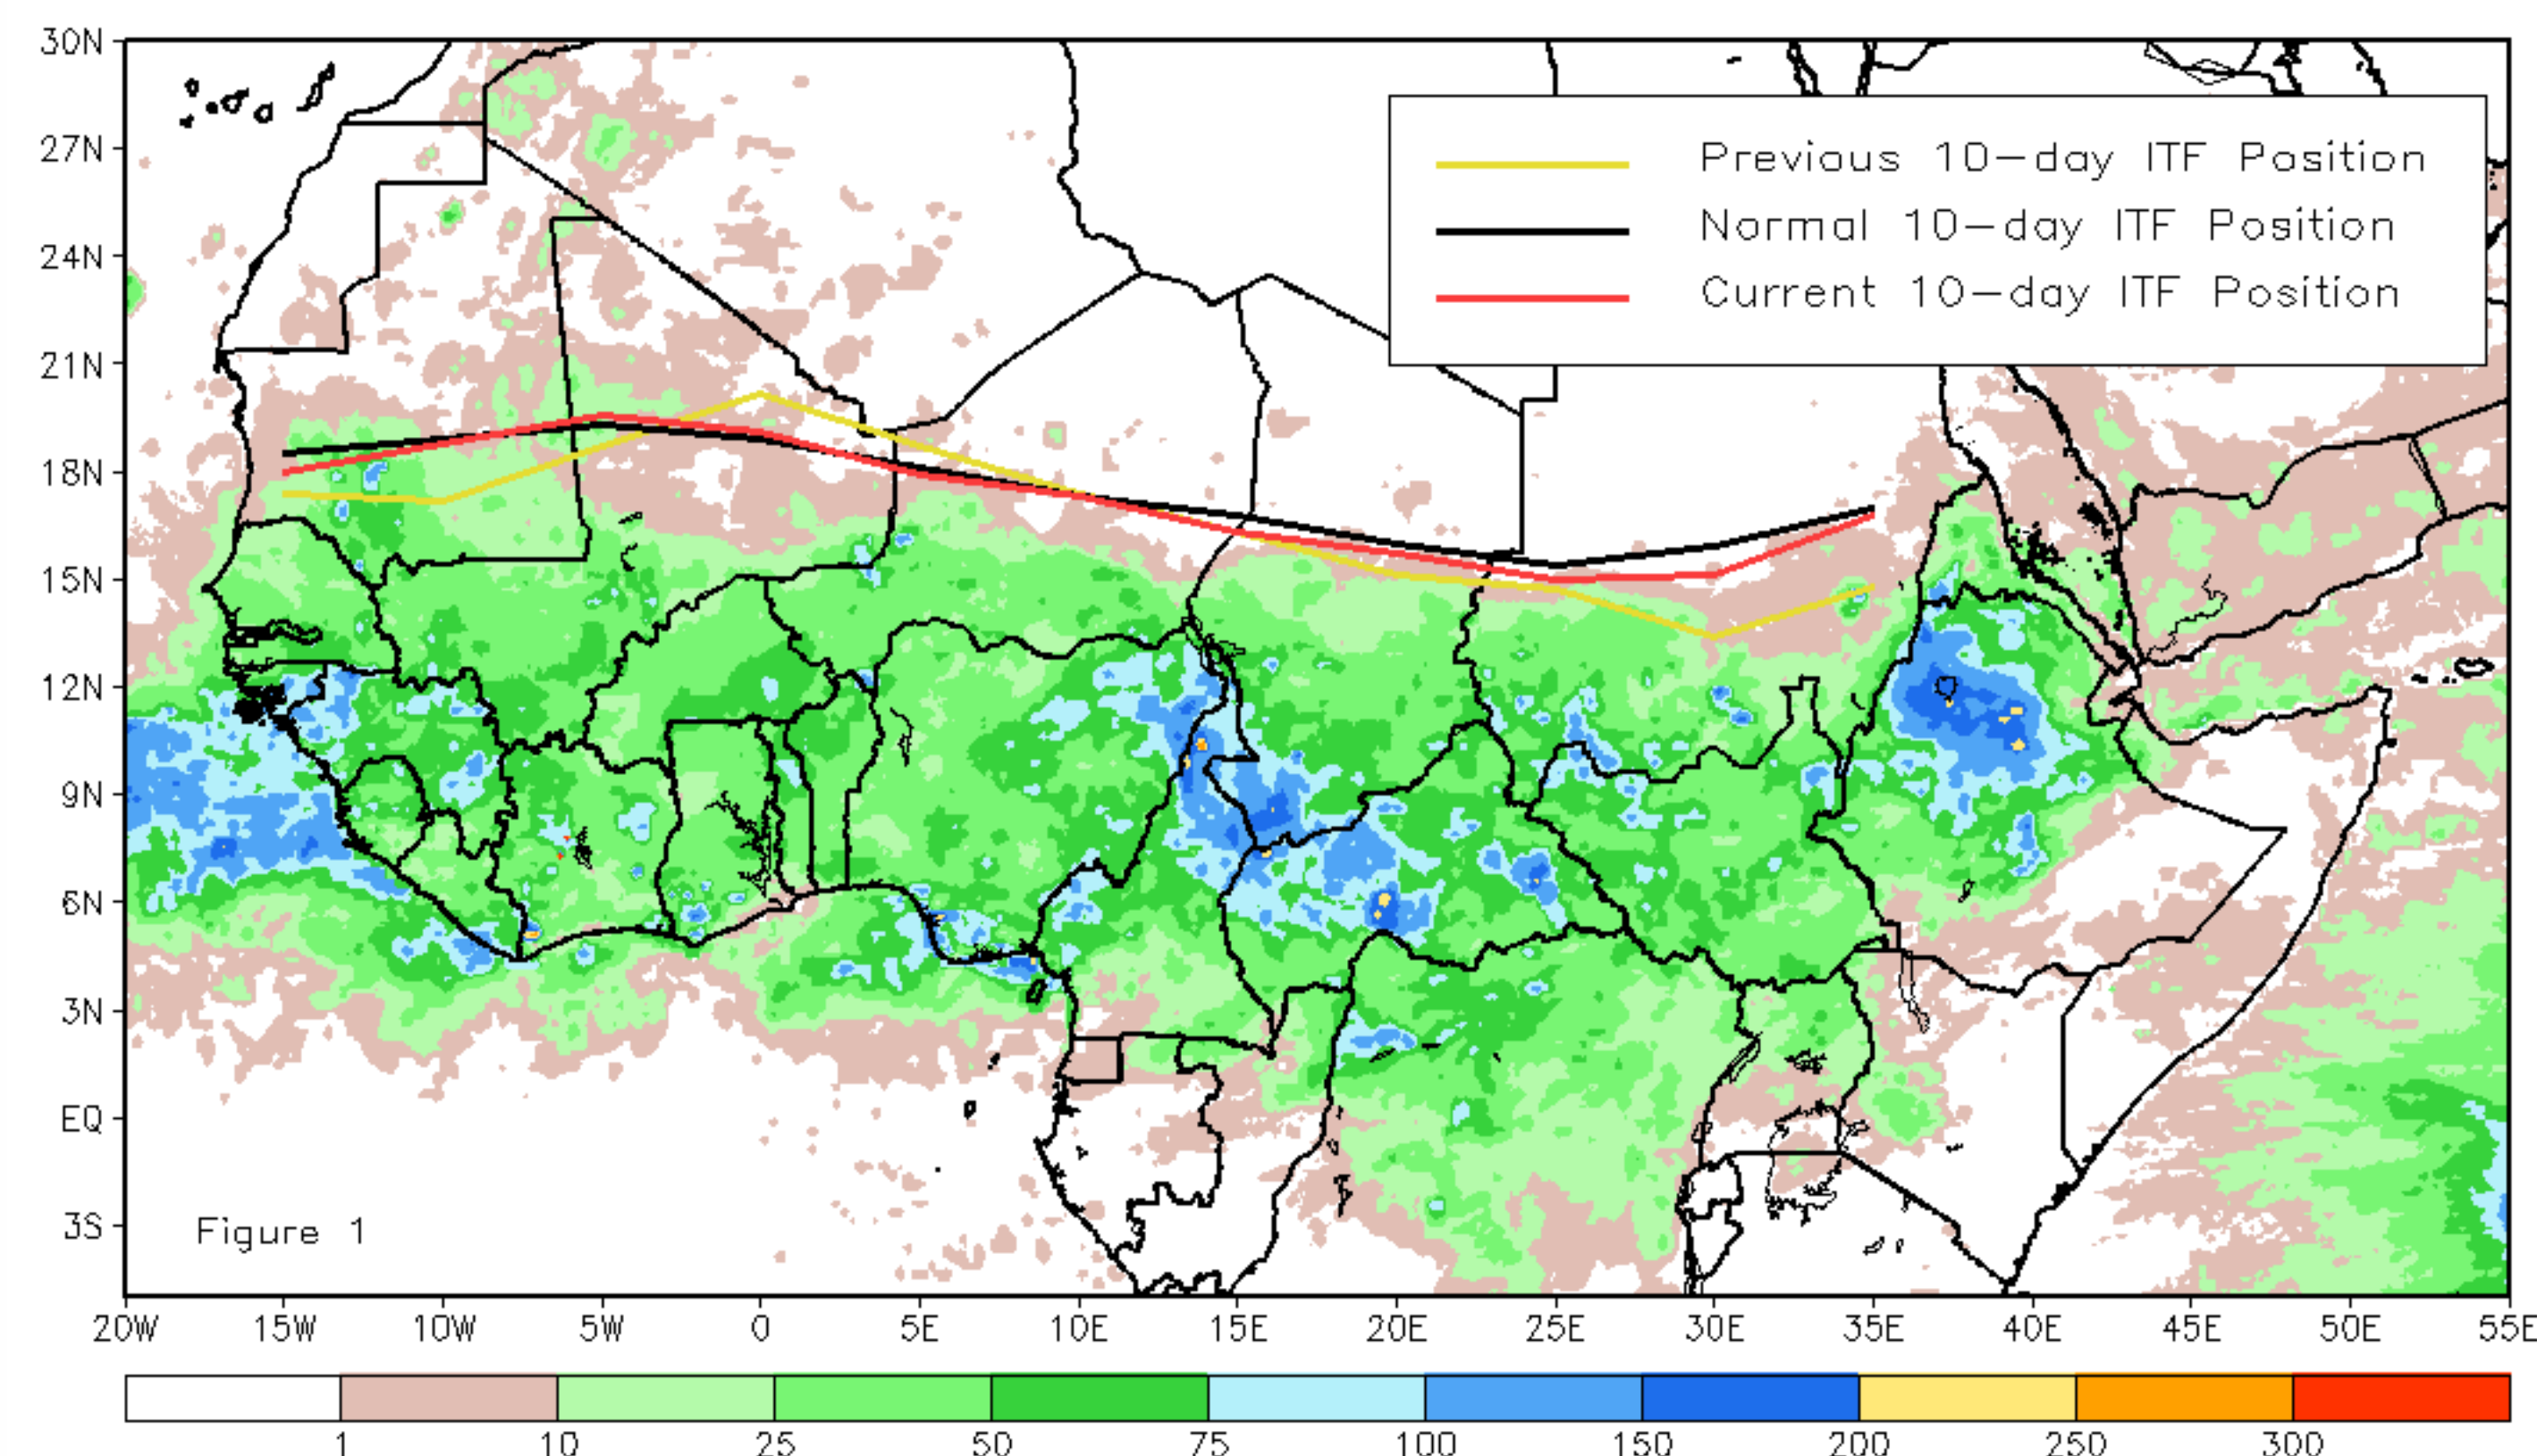 30N
27N
24N
21N
18N
15N
12N
9N
6N
3N
EQ
3S
Previous 10-day ITF Position
Normal 10-day ITF Position
Current 10-day ITF Position
Figure 1
20W 15W 10W 5W 0 5E 10E 15E 20E 25E 30E 35E 40E 45E 50E 55E
1 10 25 50 75 100 150 200 250 300